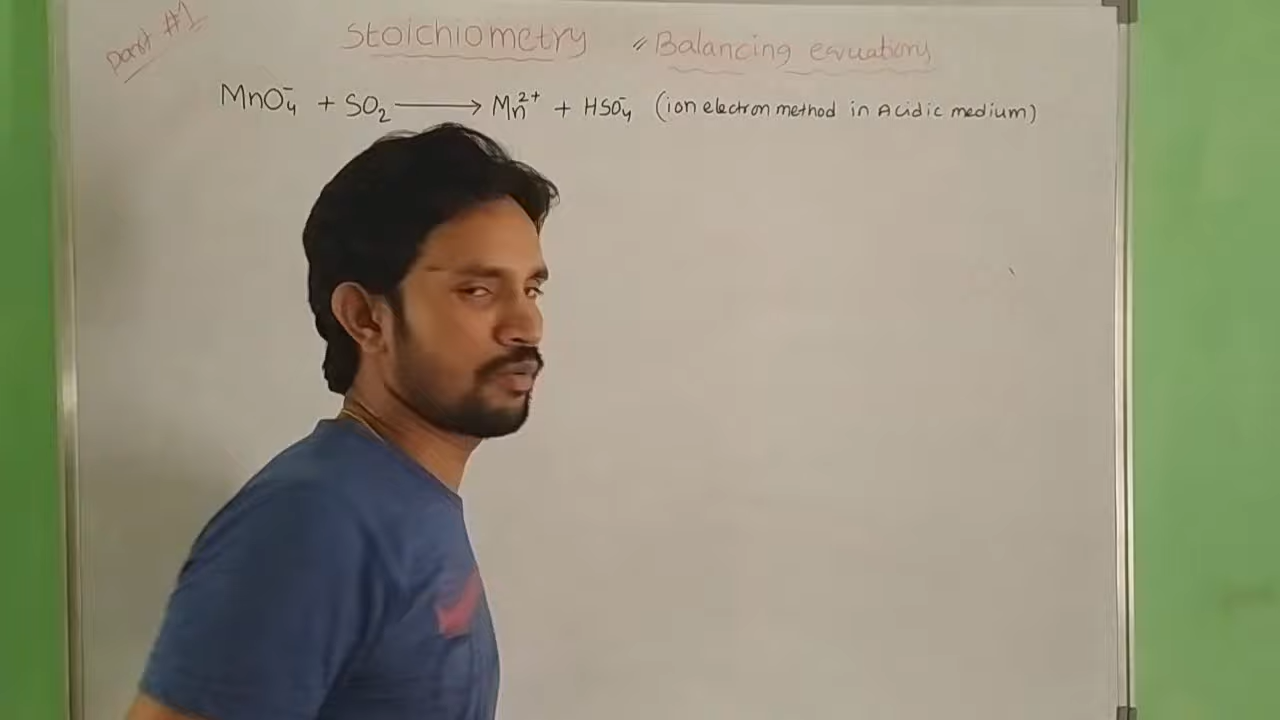 part #1
Stoichiometry "Balancing equations
MnO₄⁻ + SO₂ ⟶ Mn²⁺ + HSO₄⁻ (ion electron method in Acidic medium)